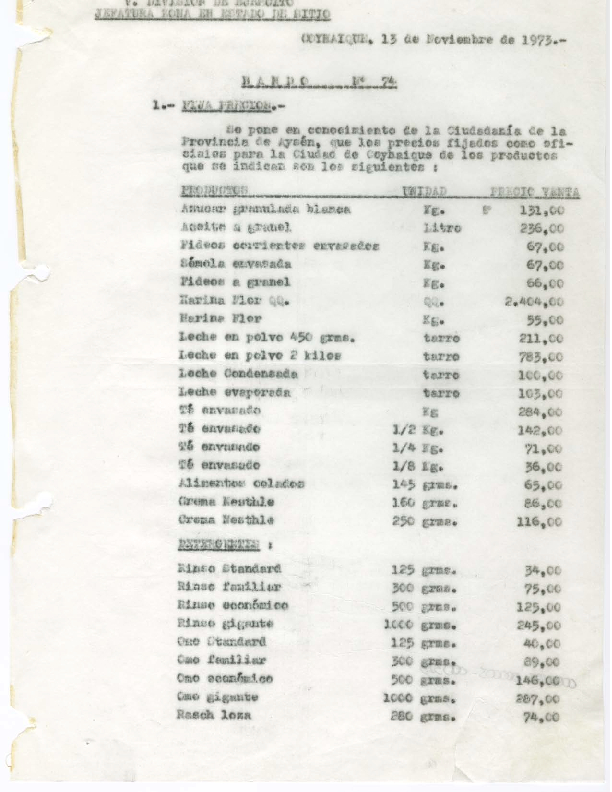 V. DIVISION DE EJERCITO
JEFATURA ZONA EN ESTADO DE SITIO
COYHAIQUE, 13 de Noviembre de 1973.-
B A N D O N° 74
1.- FIJA PRECIOS.-
Se pone en conocimiento de la Ciudadanía de la
Provincia de Aysén, que los precios fijados como ofi-
ciales para la Ciudad de Coyhaique de los productos
que se indican son los siguientes :
PRODUCTOS UNIDAD PRECIO VENTA
Azucar granulada blanca Kg. $ 131,00
Aceite a granel Litro 236,00
Fideos corrientes envasados Kg. 67,00
Sémola envasada Kg. 67,00
Fideos a granel Kg. 66,00
Harina Flor QQ. QQ. 2.404,00
Harina Flor Kg. 55,00
Leche en polvo 450 grms. tarro 211,00
Leche en polvo 2 kilos tarro 783,00
Leche Condensada tarro 100,00
Leche evaporada tarro 103,00
Té envasado Kg 284,00
Té envasado 1/2 Kg. 142,00
Té envasado 1/4 Kg. 71,00
Té envasado 1/8 Kg. 36,00
Alimentos colados 145 grms. 65,00
Crema Nesthle 160 grms. 86,00
Crema Nesthle 250 grms. 116,00
DETERGENTES :
Rinso Standard 125 grms. 34,00
Rinso familiar 300 grms. 75,00
Rinso económico 500 grms. 125,00
Rinso gigante 1000 grms. 245,00
Omo Standard 125 grms. 40,00
Omo familiar 300 grms. 89,00
Omo económico 500 grms. 146,00
Omo gigante 1000 grms. 287,00
Rasch loza 280 grms. 74,00